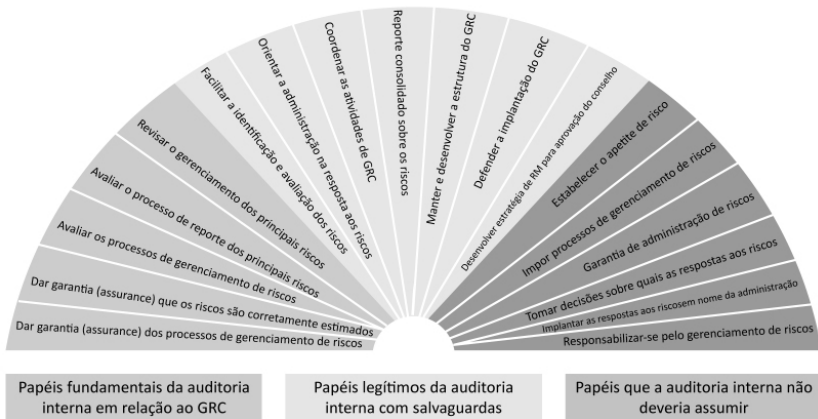 Dar garantia (assurance) dos processos de gerenciamento de riscos
Dar garantia (assurance) que os riscos são corretamente estimados
Avaliar os processos de gerenciamento de riscos
Avaliar o processo de reporte dos principais riscos
Revisar o gerenciamento dos principais riscos
Facilitar a identificação e avaliação dos riscos
Orientar a administração na resposta aos riscos
Coordenar as atividades de GRC
Reporte consolidado sobre os riscos
Manter e desenvolver a estrutura do GRC
Defender a implantação do GRC
Desenvolver estratégia de RM para aprovação do conselho
Estabelecer o apetite de risco
Impor processos de gerenciamento de riscos
Garantia de administração de riscos
Tomar decisões sobre quais as respostas aos riscos
Implantar as respostas aos riscosem nome da administração
Responsabilizar-se pelo gerenciamento de riscos
Papéis fundamentais da auditoria
interna em relação ao GRC
Papéis legítimos da auditoria
interna com salvaguardas
Papéis que a auditoria interna não
deveria assumir